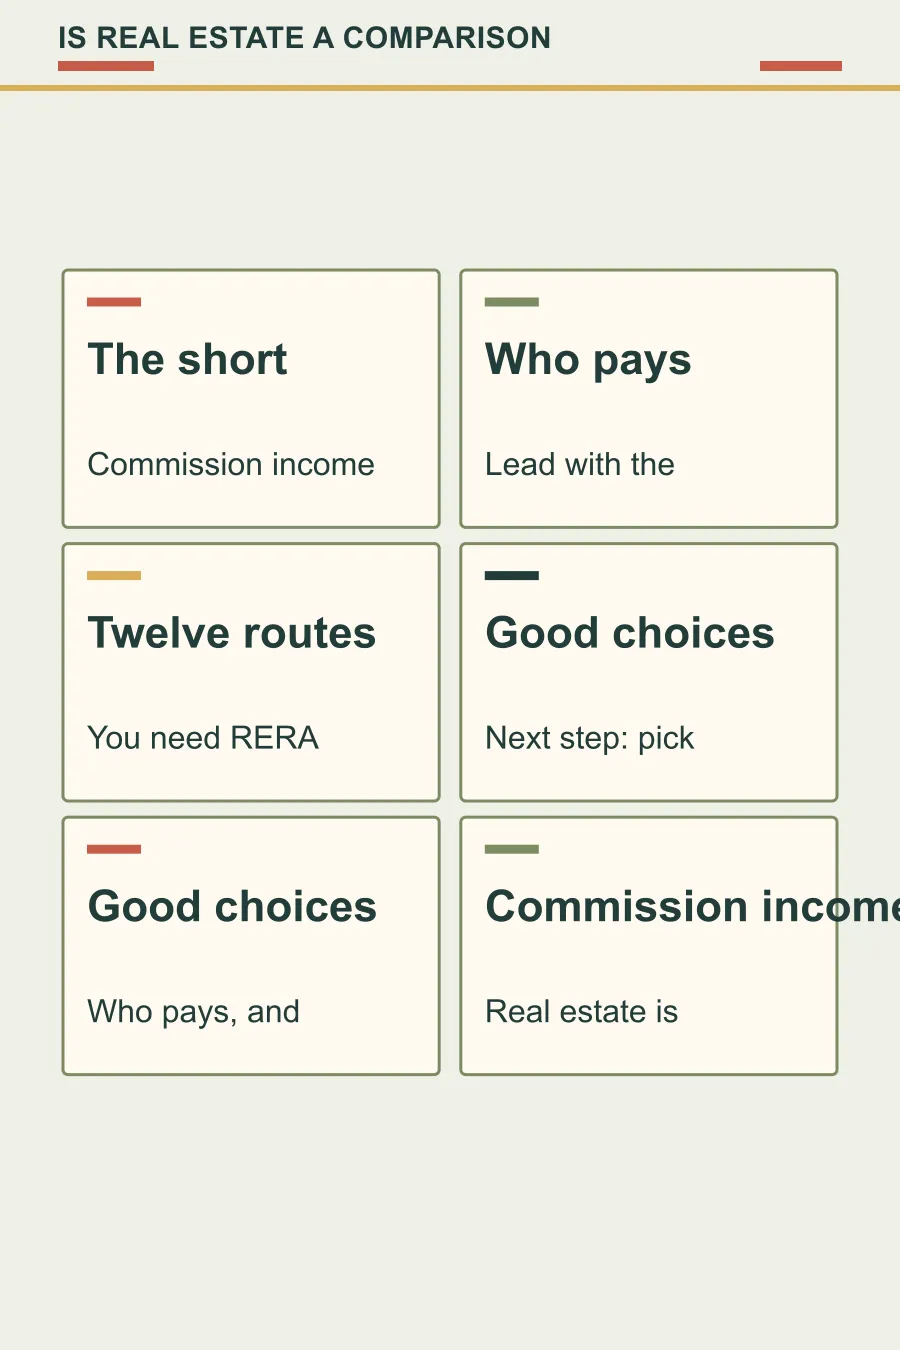 IS REAL ESTATE A COMPARISON
The short
Commission income
Who pays
Lead with the
Twelve routes
You need RERA
Good choices
Next step: pick
Good choices
Who pays, and
Commission income
Real estate is